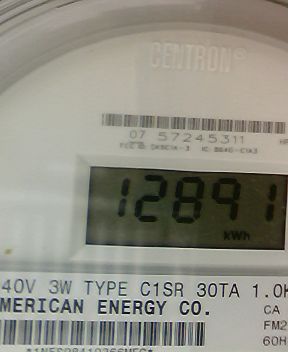 CENTRON®
07 57245311
12891
kWh
40V 3W TYPE C1SR 30TA 1.0K
MERICAN ENERGY CO.
CA
FM2
60H